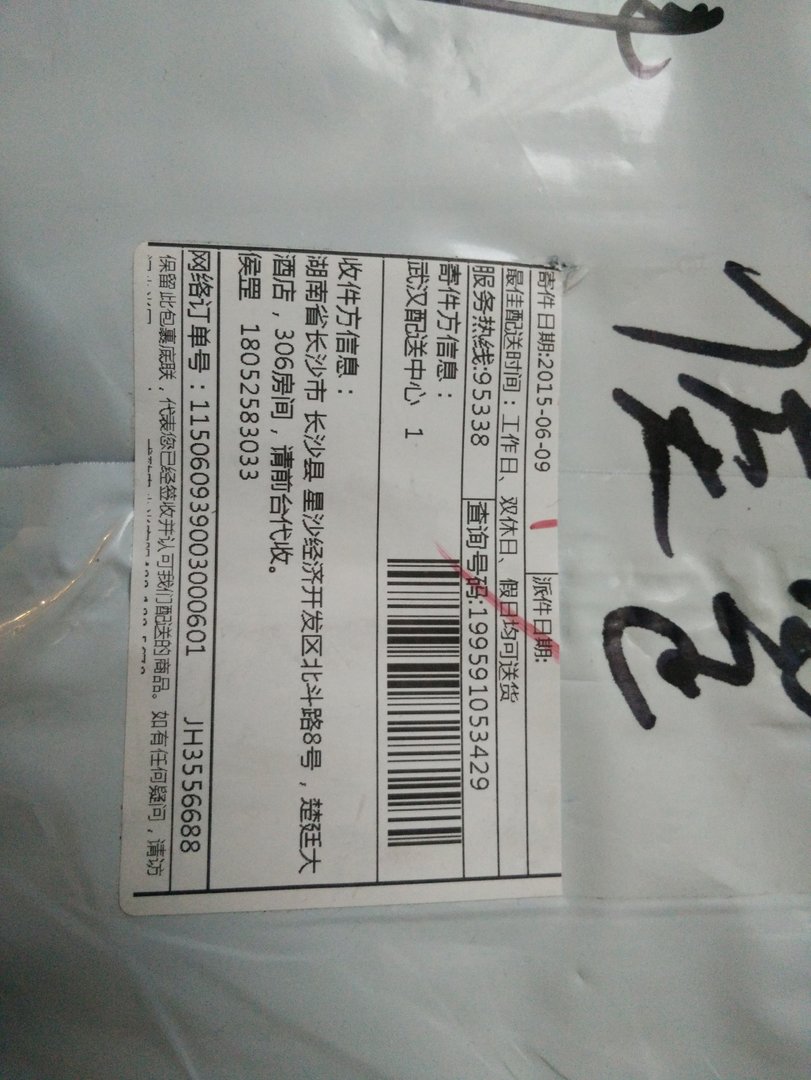 寄件日期:2015-06-09 派件日期:
最佳配送时间：工作日、双休日、假日均可送货
服务热线:95338 查询号码:199591053429
寄件方信息：
武汉配送中心 1
收件方信息：
湖南省长沙市 长沙县 星沙经济开发区北斗路8号，楚廷大
酒店，306房间，请前台代收。
侯罡 18052583033
网络订单号：1150609390030006​01 JH3556688
保留此包裹底联，代表您已经签收并认可我们配送的商品。如有任何疑问，请访